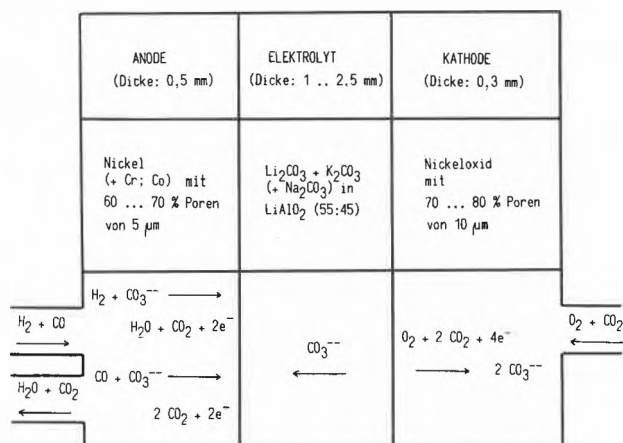 ANODE
(Dicke: 0,5 mm)
ELEKTROLYT
(Dicke: 1 .. 2.5 mm)
KATHODE
(Dicke: 0,3 mm)
Nickel
(+ Cr; Co) mit
60 ... 70 % Poren
von 5 µm
Li₂CO₃ + K₂CO₃
(+ Na₂CO₃) in
LiAlO₂ (55:45)
Nickeloxid
mit
70 ... 80 % Poren
von 10 µm
H₂ + CO
H₂O + CO₂
H₂ + CO₃⁻⁻ →
H₂O + CO₂ + 2e⁻
CO + CO₃⁻⁻ →
2 CO₂ + 2e⁻
CO₃⁻⁻
O₂ + 2 CO₂ + 4e⁻
→ 2 CO₃⁻⁻
O₂ + CO₂